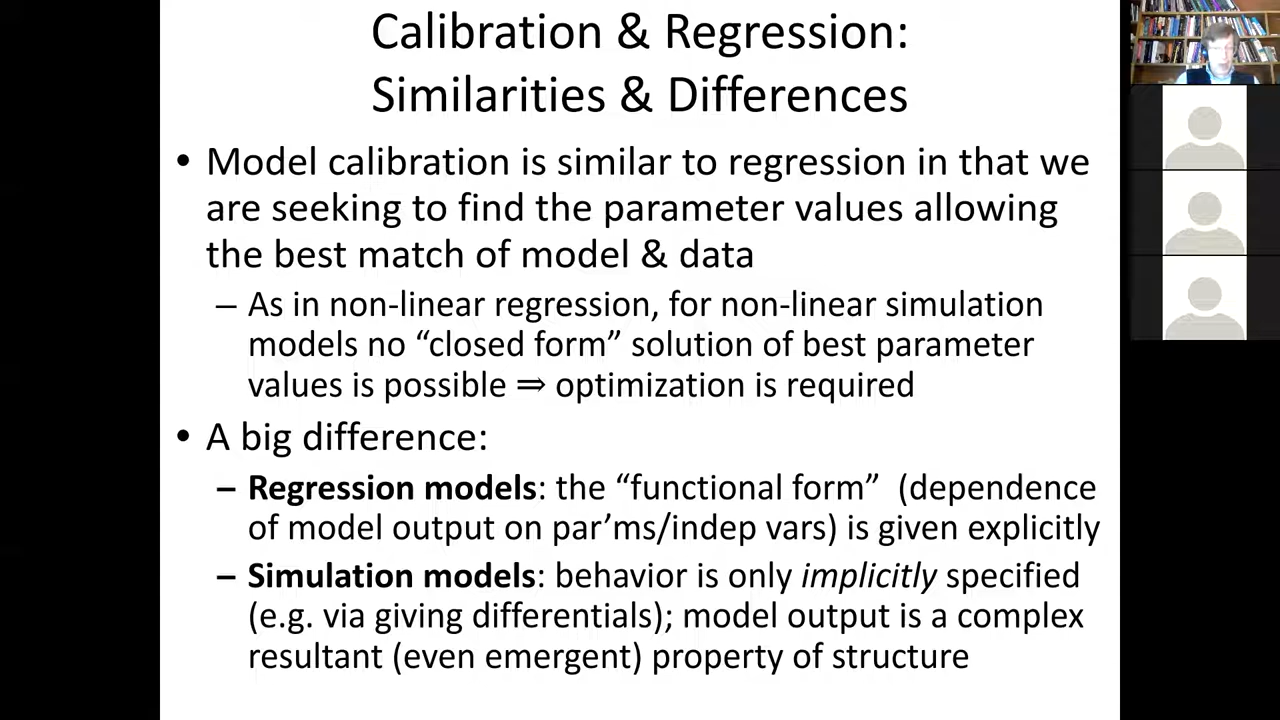 Calibration & Regression:
Similarities & Differences
• Model calibration is similar to regression in that we
are seeking to find the parameter values allowing
the best match of model & data
– As in non-linear regression, for non-linear simulation
models no “closed form” solution of best parameter
values is possible ⇒ optimization is required
• A big difference:
– Regression models: the “functional form” (dependence
of model output on par’ms/indep vars) is given explicitly
– Simulation models: behavior is only implicitly specified
(e.g. via giving differentials); model output is a complex
resultant (even emergent) property of structure